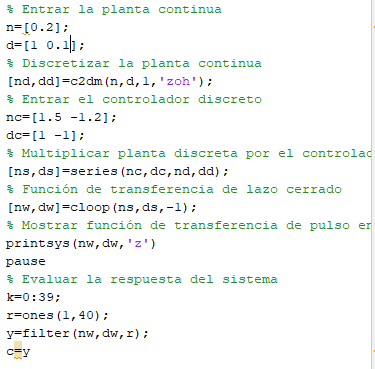 % Entrar la planta continua
n=[0.2];
d=[1 0.1];
% Discretizar la planta continua
[nd,dd]=c2dm(n,d,1,'zoh');
% Entrar el controlador discreto
nc=[1.5 -1.2];
dc=[1 -1];
% Multiplicar planta discreta por el controlad
[ns,ds]=series(nc,dc,nd,dd);
% Función de transferencia de lazo cerrado
[nw,dw]=cloop(ns,ds,-1);
% Mostrar función de transferencia de pulso en
printsys(nw,dw,'z')
pause
% Evaluar la respuesta del sistema
k=0:39;
r=ones(1,40);
y=filter(nw,dw,r);
c=y